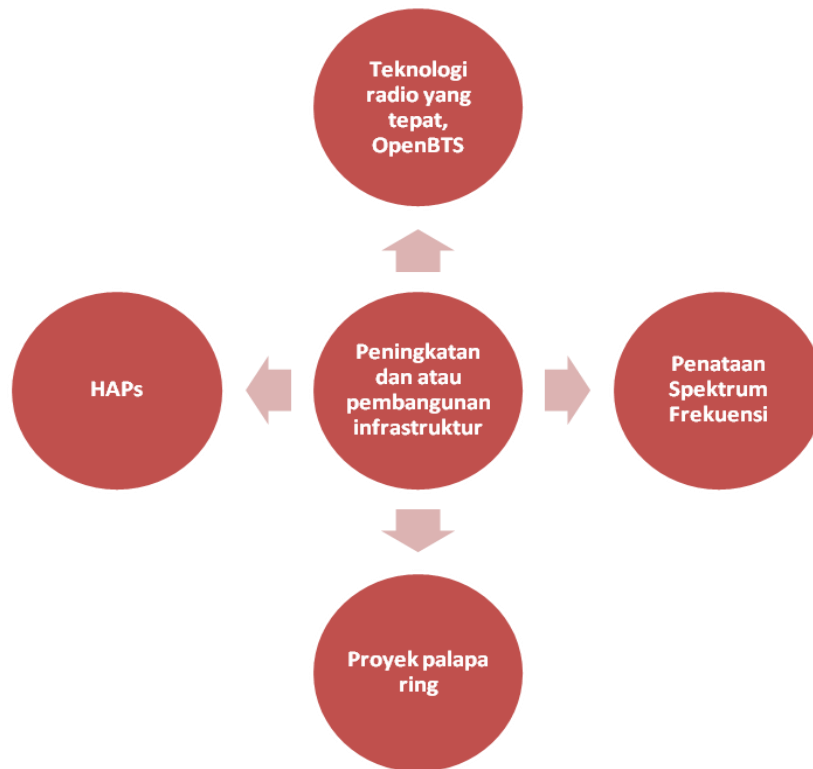 Teknologi
radio yang
tepat,
OpenBTS
HAPs
Peningkatan
dan atau
pembangunan
infrastruktur
Penataan
Spektrum
Frekuensi
Proyek palapa
ring